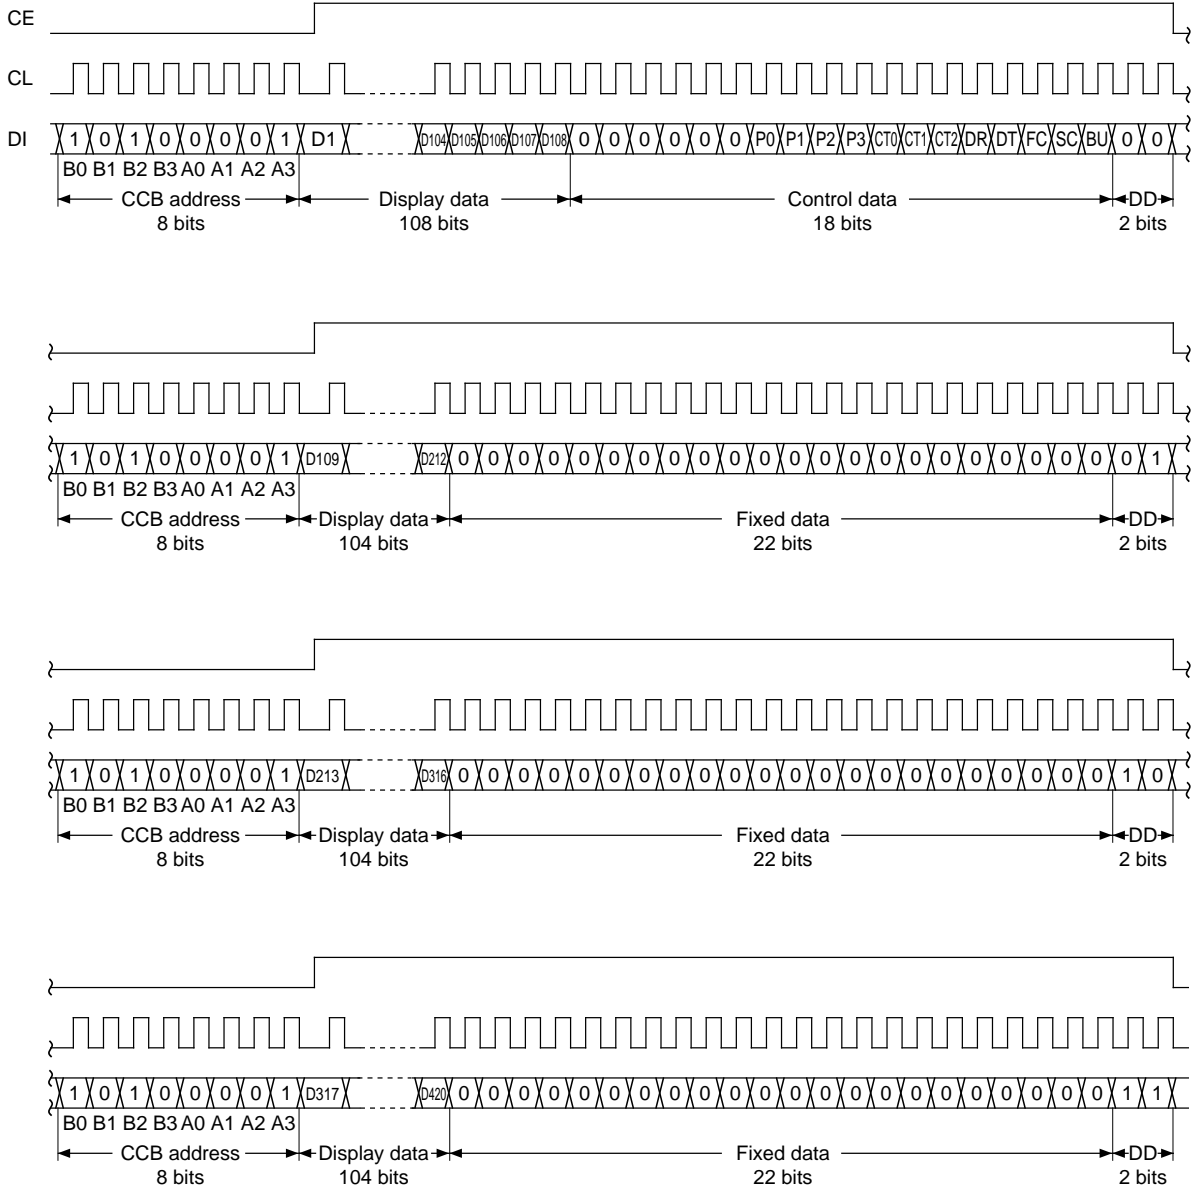 CE
CL
DI 1 0 1 0 0 0 0 1 D1 D104 D105 D106 D107 D108 0 0 0 0 0 0 P0 P1 P2 P3 CT0 CT1 CT2 DR DT FC SC BU 0 0
B0 B1 B2 B3 A0 A1 A2 A3
CCB address Display data Control data DD
8 bits 108 bits 18 bits 2 bits
1 0 1 0 0 0 0 1 D109 D212 0 0 0 0 0 0 0 0 0 0 0 0 0 0 0 0 0 0 0 0 0 0 0 1
B0 B1 B2 B3 A0 A1 A2 A3
CCB address Display data Fixed data DD
8 bits 104 bits 22 bits 2 bits
1 0 1 0 0 0 0 1 D213 D316 0 0 0 0 0 0 0 0 0 0 0 0 0 0 0 0 0 0 0 0 0 0 1 0
B0 B1 B2 B3 A0 A1 A2 A3
CCB address Display data Fixed data DD
8 bits 104 bits 22 bits 2 bits
1 0 1 0 0 0 0 1 D317 D420 0 0 0 0 0 0 0 0 0 0 0 0 0 0 0 0 0 0 0 0 0 0 1 1
B0 B1 B2 B3 A0 A1 A2 A3
CCB address Display data Fixed data DD
8 bits 104 bits 22 bits 2 bits